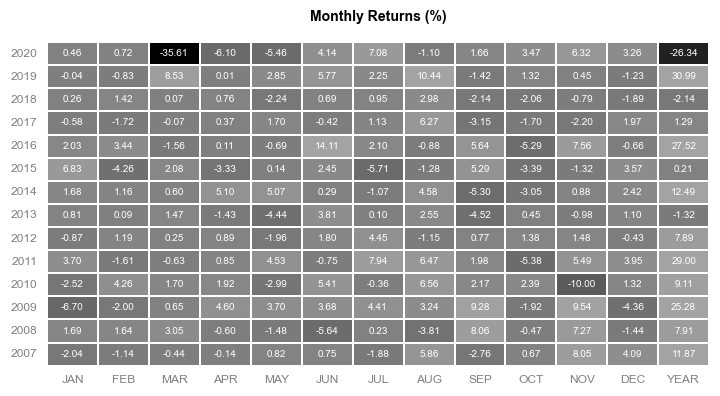 Monthly Returns (%)
2020 0.46 0.72 -35.61 -6.10 -5.46 4.14 7.08 -1.10 1.66 3.47 6.32 3.26 -26.34
2019 -0.04 -0.83 8.53 0.01 2.85 5.77 2.25 10.44 -1.42 1.32 0.45 -1.23 30.99
2018 0.26 1.42 0.07 0.76 -2.24 0.69 0.95 2.98 -2.14 -2.06 -0.79 -1.89 -2.14
2017 -0.58 -1.72 -0.07 0.37 1.70 -0.42 1.13 6.27 -3.15 -1.70 -2.20 1.97 1.29
2016 2.03 3.44 -1.56 0.11 -0.69 14.11 2.10 -0.88 5.64 -5.29 7.56 -0.66 27.52
2015 6.83 -4.26 2.08 -3.33 0.14 2.45 -5.71 -1.28 5.29 -3.39 -1.32 3.57 0.21
2014 1.68 1.16 0.60 5.10 5.07 0.29 -1.07 4.58 -5.30 -3.05 0.88 2.42 12.49
2013 0.81 0.09 1.47 -1.43 -4.44 3.81 0.10 2.55 -4.52 0.45 -0.98 1.10 -1.32
2012 -0.87 1.19 0.25 0.89 -1.96 1.80 4.45 -1.15 0.77 1.38 1.48 -0.43 7.89
2011 3.70 -1.61 -0.63 0.85 4.53 -0.75 7.94 6.47 1.98 -5.38 5.49 3.95 29.00
2010 -2.52 4.26 1.70 1.92 -2.99 5.41 -0.36 6.56 2.17 2.39 -10.00 1.32 9.11
2009 -6.70 -2.00 0.65 4.60 3.70 3.68 4.41 3.24 9.28 -1.92 9.54 -4.36 25.28
2008 1.69 1.64 3.05 -0.60 -1.48 -5.64 0.23 -3.81 8.06 -0.47 7.27 -1.44 7.91
2007 -2.04 -1.14 -0.44 -0.14 0.82 0.75 -1.88 5.86 -2.76 0.67 8.05 4.09 11.87
JAN FEB MAR APR MAY JUN JUL AUG SEP OCT NOV DEC YEAR